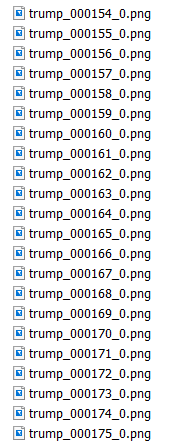 trump_000154_0.png
trump_000155_0.png
trump_000156_0.png
trump_000157_0.png
trump_000158_0.png
trump_000159_0.png
trump_000160_0.png
trump_000161_0.png
trump_000162_0.png
trump_000163_0.png
trump_000164_0.png
trump_000165_0.png
trump_000166_0.png
trump_000167_0.png
trump_000168_0.png
trump_000169_0.png
trump_000170_0.png
trump_000171_0.png
trump_000172_0.png
trump_000173_0.png
trump_000174_0.png
trump_000175_0.png